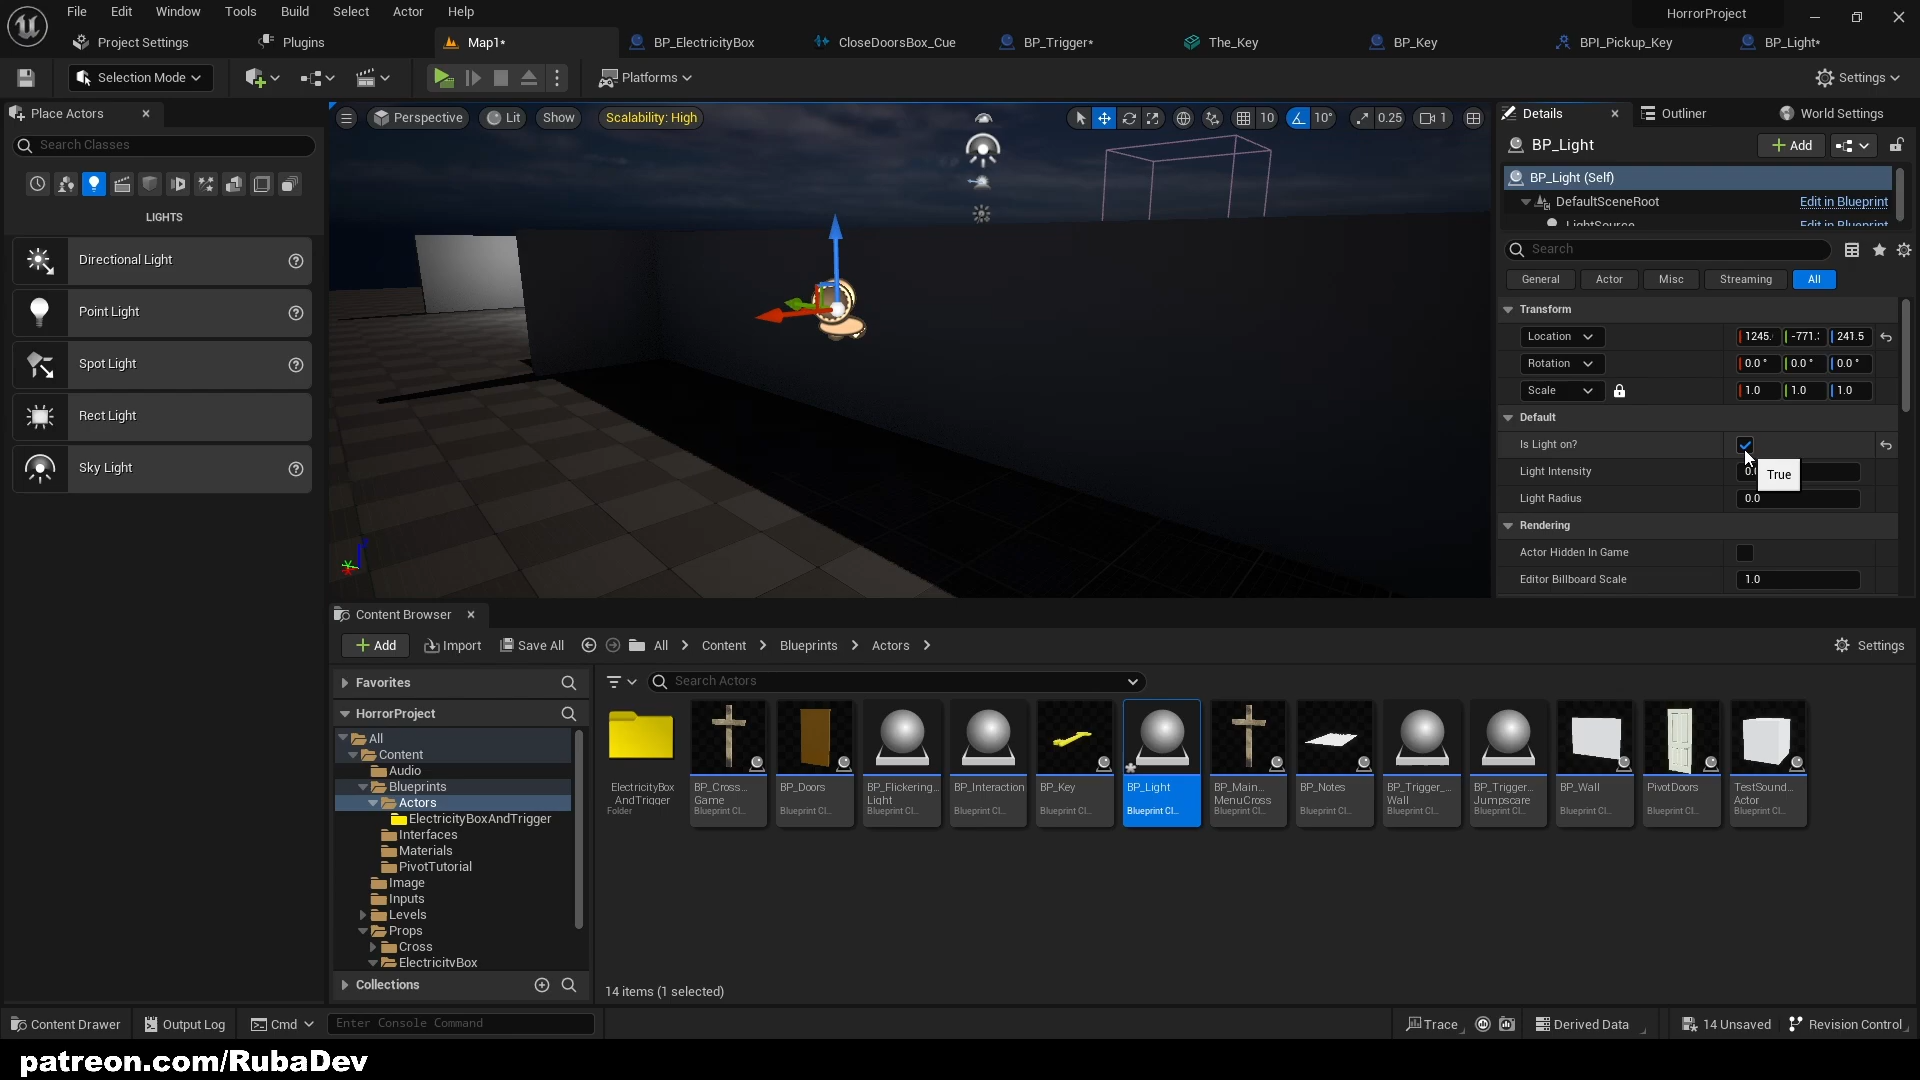 File Edit Window Tools Build Select Actor Help
HorrorProject
Project Settings
Plugins
Map1*
BP_ElectricityBox
CloseDoorsBox_Cue
BP_Trigger*
The_Key
BP_Key
BPI_Pickup_Key
BP_Light*
Selection Mode
Platforms
Settings
Place Actors
Search Classes
LIGHTS
Directional Light
Point Light
Spot Light
Rect Light
Sky Light
Perspective
Lit
Show
Scalability: High
10
10°
0.25
1
Details
Outliner
World Settings
BP_Light
Add
BP_Light (Self)
DefaultSceneRoot
Edit in Blueprint
LightSource
Edit in Blueprint
Search
General
Actor
Misc
Streaming
All
Transform
Location
1245.
-771.
241.5
Rotation
0.0 °
0.0 °
0.0 °
Scale
1.0
1.0
1.0
Default
Is Light on?
Light Intensity
True
Light Radius
0.0
Rendering
Actor Hidden In Game
Editor Billboard Scale
1.0
Content Browser
Add
Import
Save All
All
Content
Blueprints
Actors
Settings
Favorites
HorrorProject
All
Content
Audio
Blueprints
Actors
ElectricityBoxAndTrigger
Interfaces
Materials
PivotTutorial
Image
Inputs
Levels
Props
Cross
ElectricityBox
Collections
Search Actors
ElectricityBox
AndTrigger
Folder
BP_Cross...
Game
Blueprint Cl...
BP_Doors
Blueprint Cl...
BP_Flickering...
Light
Blueprint Cl...
BP_Interaction
Blueprint Cl...
BP_Key
Blueprint Cl...
BP_Light
Blueprint Cl...
BP_Main...
MenuCross
Blueprint Cl...
BP_Notes
Blueprint Cl...
BP_Trigger_...
Wall
Blueprint Cl...
BP_Trigger...
Jumpscare
Blueprint Cl...
BP_Wall
Blueprint Cl...
PivotDoors
Blueprint Cl...
TestSound...
Actor
Blueprint Cl...
14 items (1 selected)
Content Drawer
Output Log
Cmd
Enter Console Command
Trace
Derived Data
14 Unsaved
Revision Control
patreon.com/RubaDev